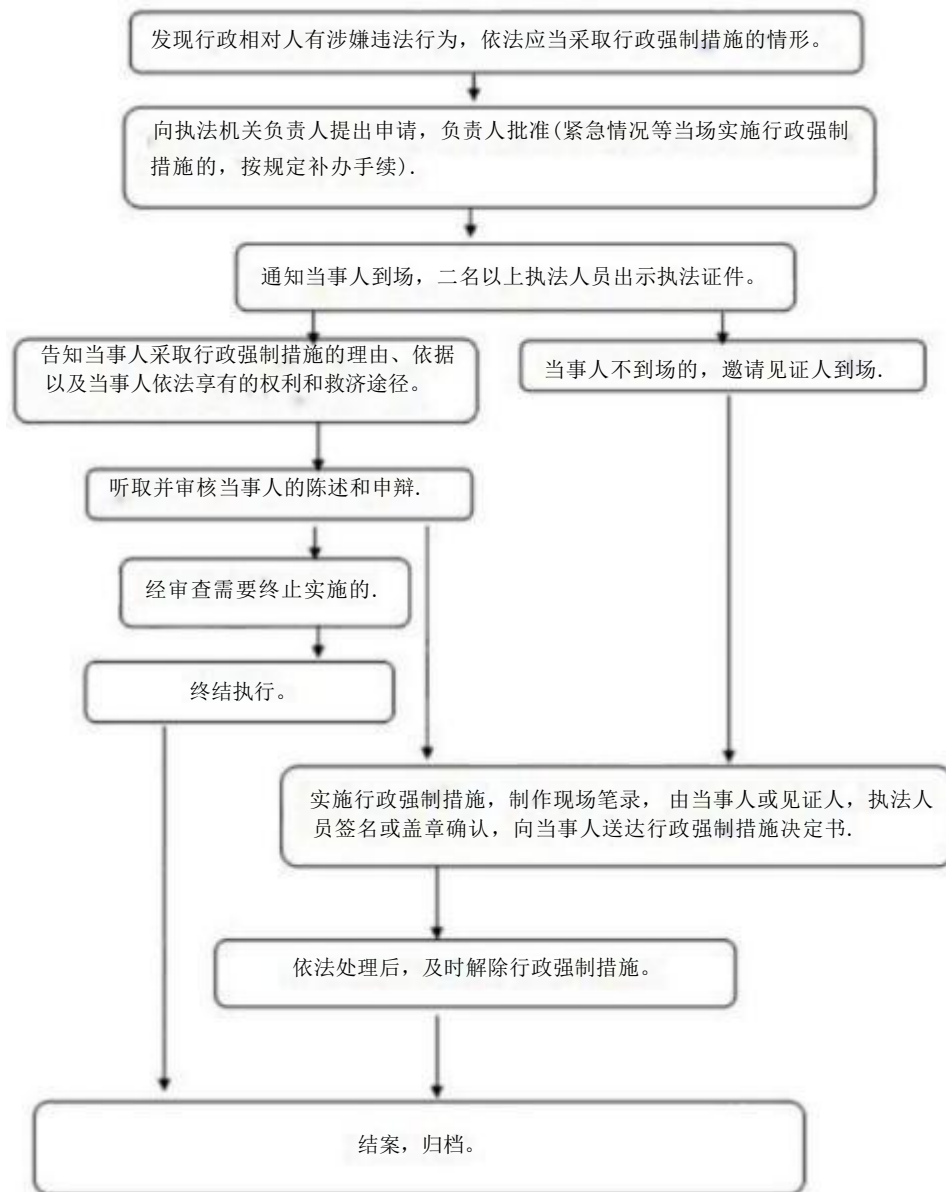 发现行政相对人有涉嫌违法行为，依法应当采取行政强制措施的情形。
向执法机关负责人提出申请，负责人批准(紧急情况等当场实施行政强制
措施的，按规定补办手续).
通知当事人到场，二名以上执法人员出示执法证件。
告知当事人采取行政强制措施的理由、依据
以及当事人依法享有的权利和救济途径。
当事人不到场的，邀请见证人到场.
听取并审核当事人的陈述和申辩.
经审查需要终止实施的.
终结执行。
实施行政强制措施，制作现场笔录， 由当事人或见证人，执法人
员签名或盖章确认，向当事人送达行政强制措施决定书.
依法处理后，及时解除行政强制措施。
结案，归档。